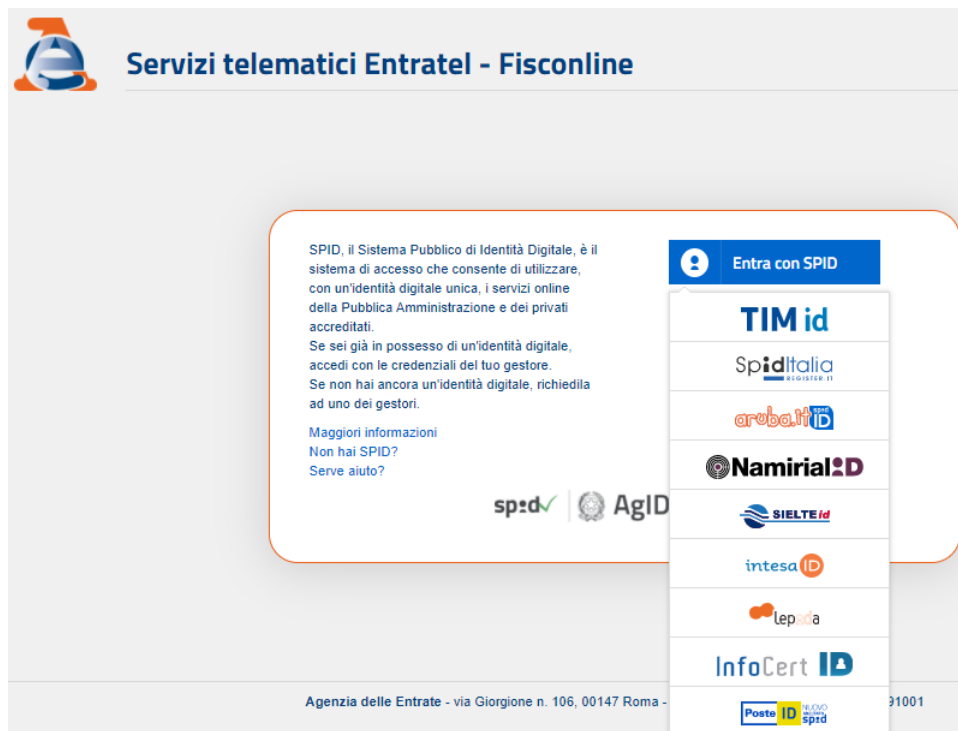 Servizi telematici Entratel - Fisconline
SPID, il Sistema Pubblico di Identità Digitale, è il
sistema di accesso che consente di utilizzare,
con un'identità digitale unica, i servizi online
della Pubblica Amministrazione e dei privati
accreditati.
Se sei già in possesso di un'identità digitale,
accedi con le credenziali del tuo gestore.
Se non hai ancora un'identità digitale, richiedila
ad uno dei gestori.
Maggiori informazioni
Non hai SPID?
Serve aiuto?
spid
AgID
Entra con SPID
TIM id
SpidItalia
REGISTER.IT
aruba.it spid ID
NamirialID
SIELTE id
intesa ID
lepida
InfoCert ID
Poste ID NUOVO
spid
Agenzia delle Entrate - via Giorgione n. 106, 00147 Roma -
91001